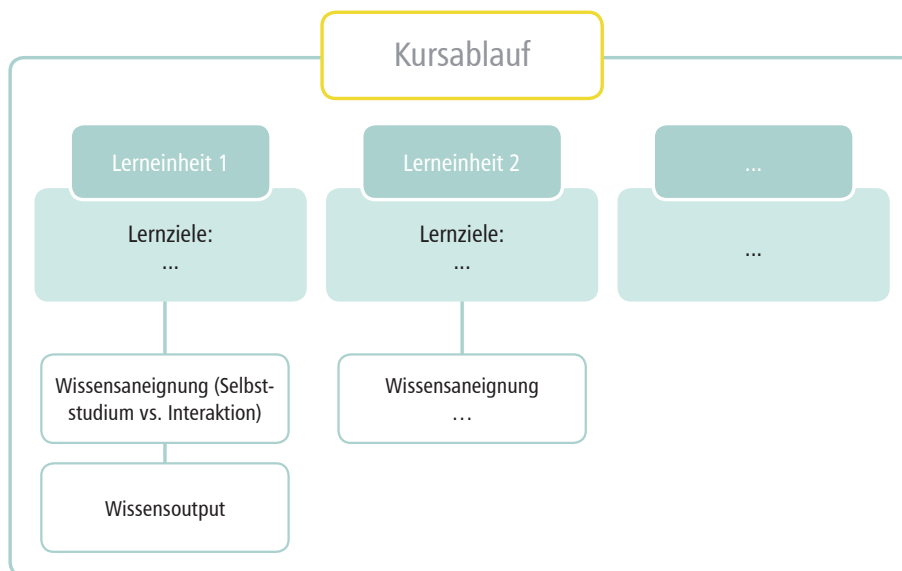 Kursablauf
Lerneinheit 1
Lernziele:
...
Wissensaneignung (Selbst-
studium vs. Interaktion)
Wissensoutput
Lerneinheit 2
Lernziele:
...
Wissensaneignung
...
...
...